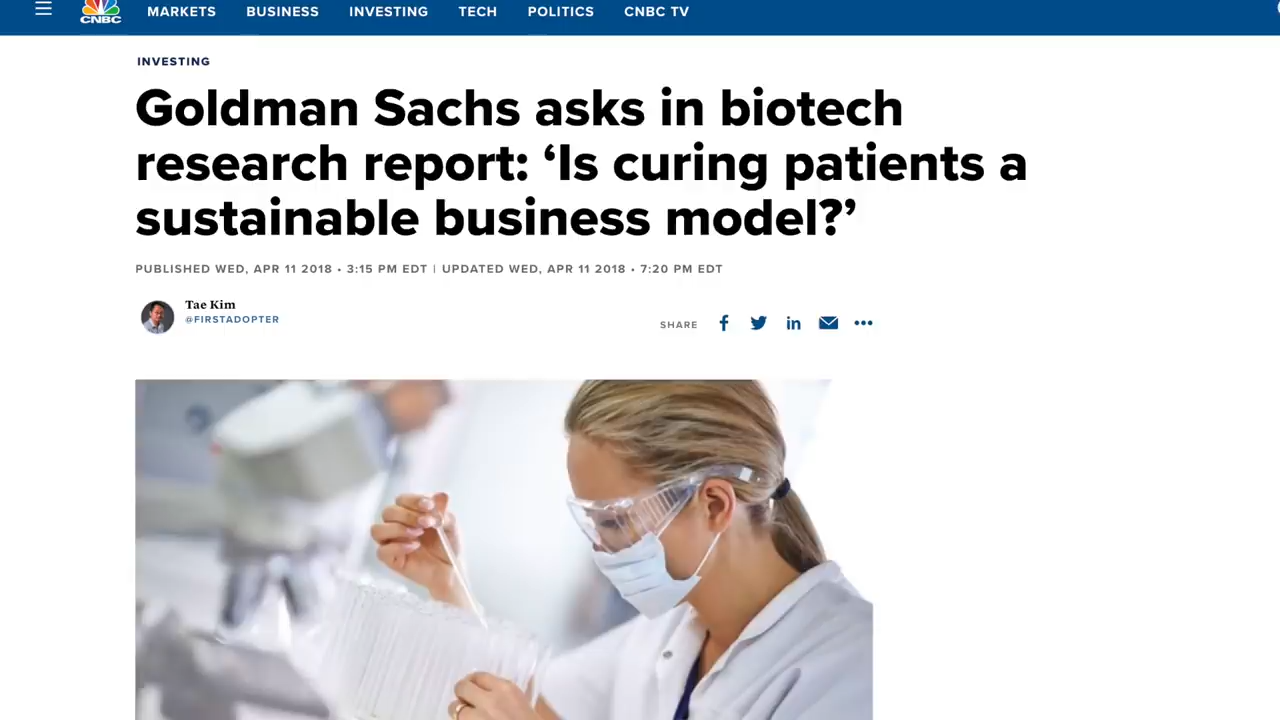 CNBC MARKETS BUSINESS INVESTING TECH POLITICS CNBC TV
INVESTING
Goldman Sachs asks in biotech
research report: ‘Is curing patients a
sustainable business model?’
PUBLISHED WED, APR 11 2018 • 3:15 PM EDT | UPDATED WED, APR 11 2018 • 7:20 PM EDT
Tae Kim
@FIRSTADOPTER
SHARE